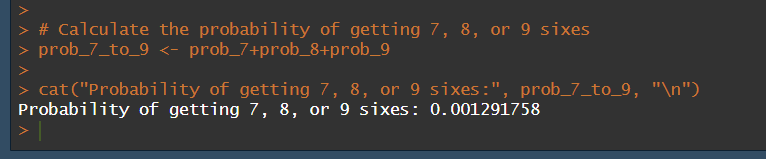 >
> # Calculate the probability of getting 7, 8, or 9 sixes
> prob_7_to_9 <- prob_7+prob_8+prob_9
>
> cat("Probability of getting 7, 8, or 9 sixes:", prob_7_to_9, "\n")
Probability of getting 7, 8, or 9 sixes: 0.001291758
>